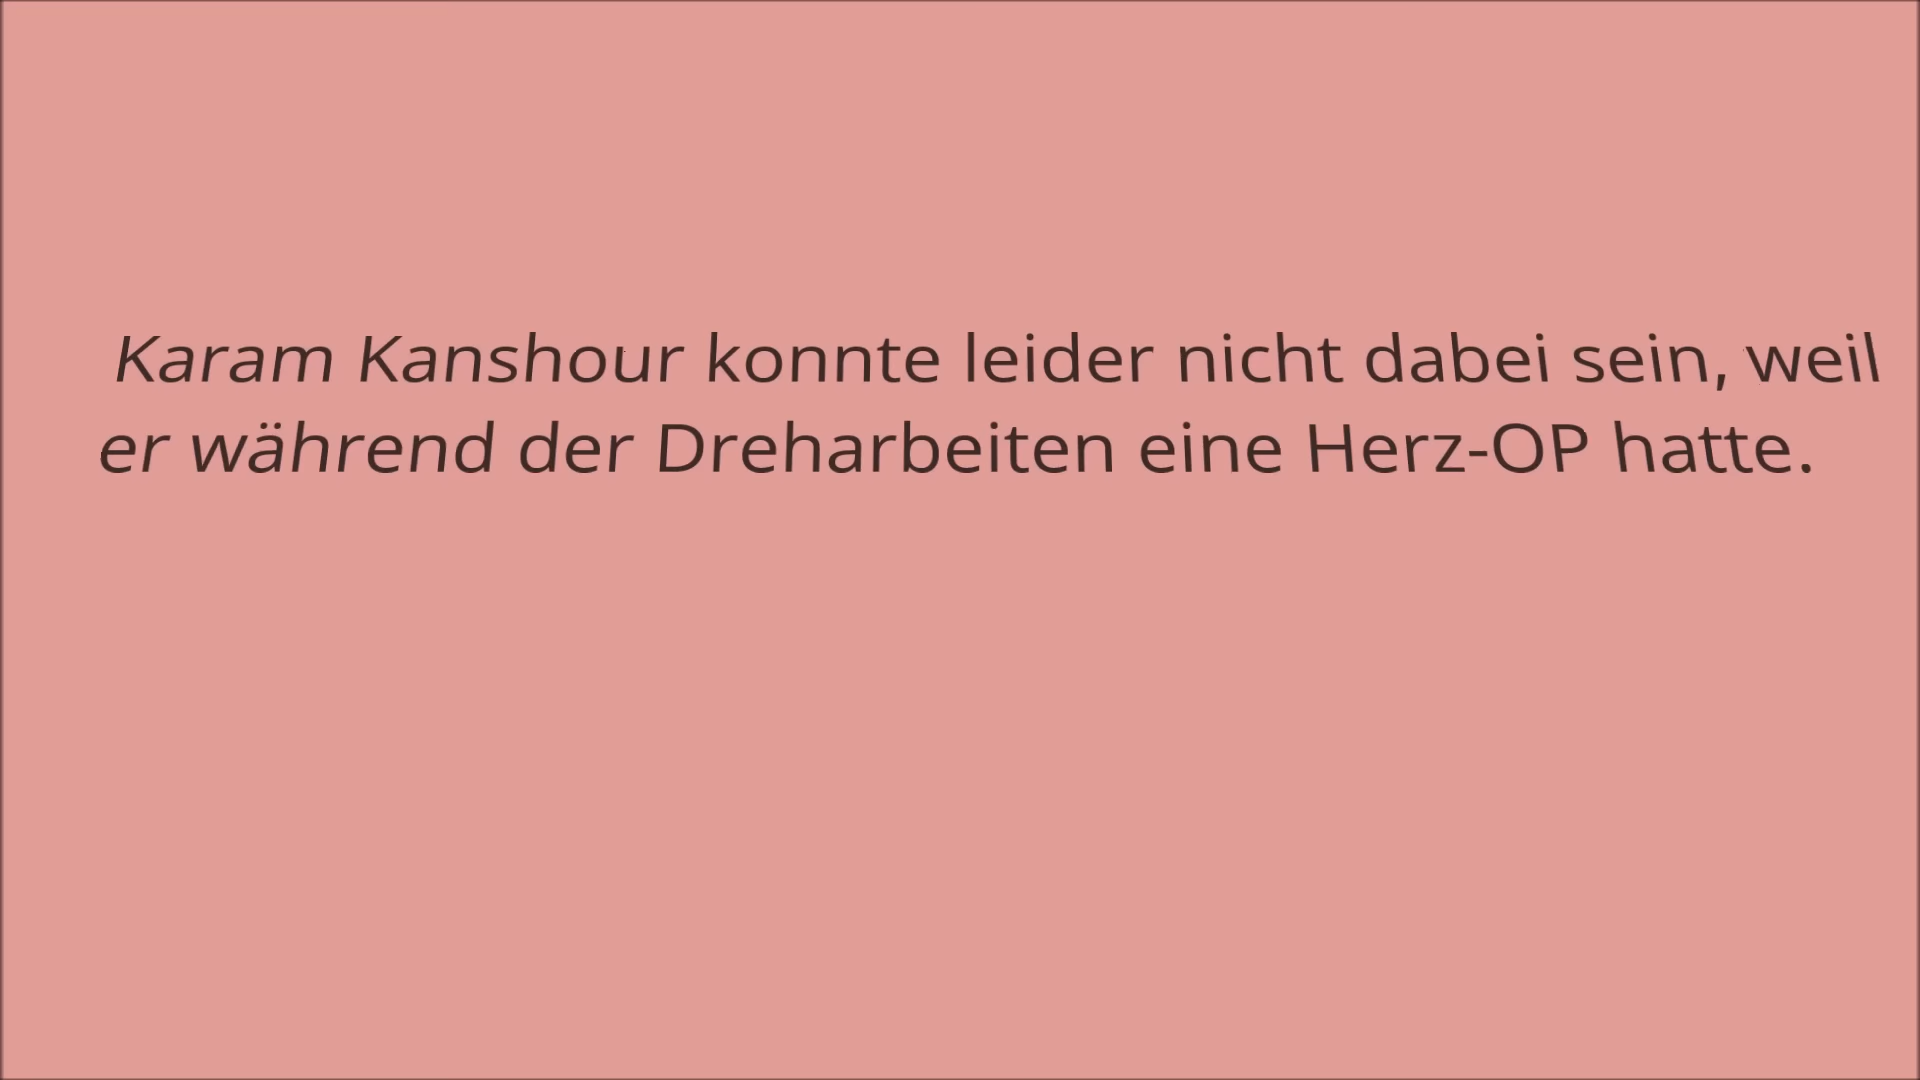 Karam Kanshour konnte leider nicht dabei sein, weil
er während der Dreharbeiten eine Herz-OP hatte.